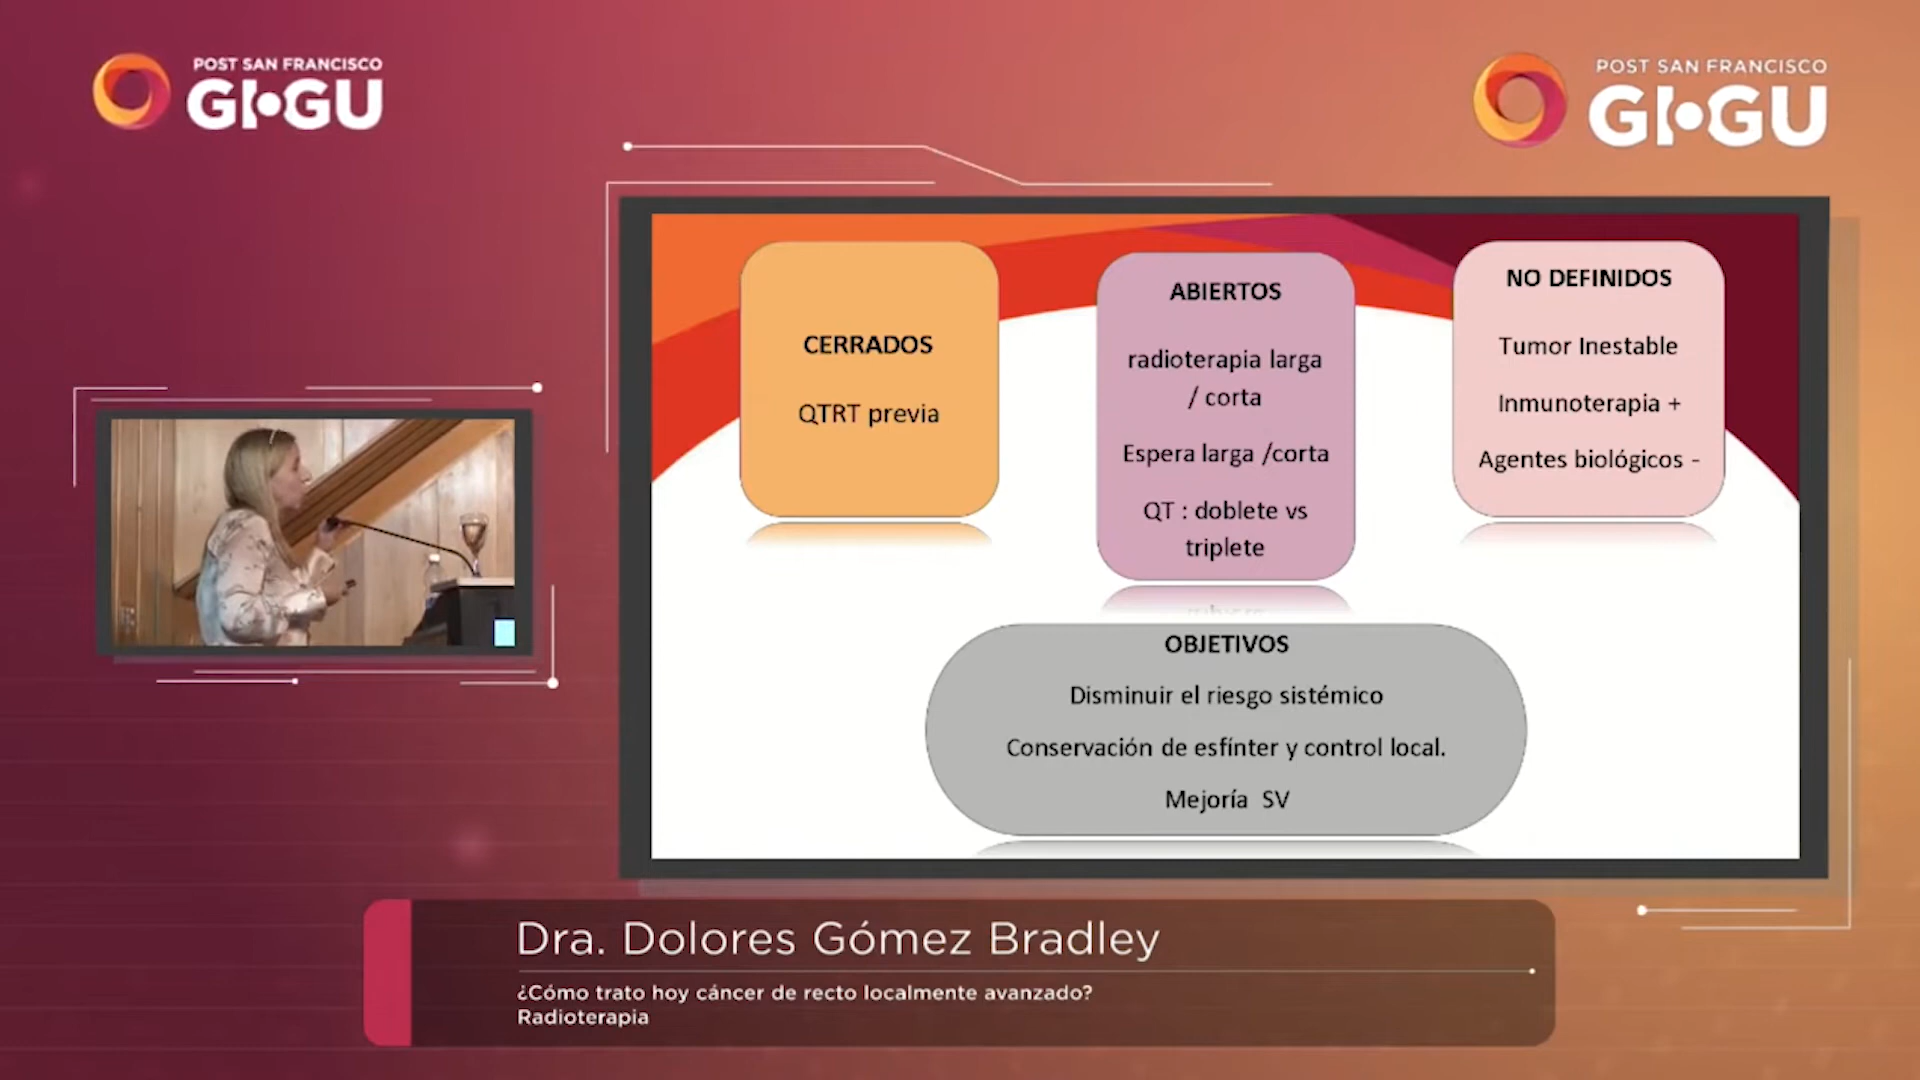 POST SAN FRANCISCO
GI•GU
POST SAN FRANCISCO
GI•GU
CERRADOS
QTRT previa
ABIERTOS
radioterapia larga
/ corta
Espera larga /corta
QT : doblete vs
triplete
NO DEFINIDOS
Tumor Inestable
Inmunoterapia +
Agentes biológicos -
OBJETIVOS
Disminuir el riesgo sistémico
Conservación de esfínter y control local.
Mejoría  SV
Dra. Dolores Gómez Bradley
¿Cómo trato hoy cáncer de recto localmente avanzado?
Radioterapia